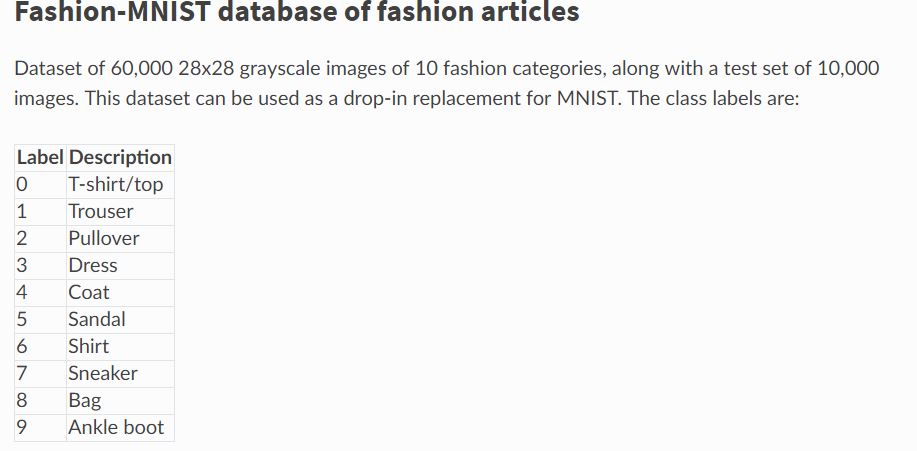 Fashion-MNIST database of fashion articles
Dataset of 60,000 28x28 grayscale images of 10 fashion categories, along with a test set of 10,000
images. This dataset can be used as a drop-in replacement for MNIST. The class labels are:
Label Description
0 T-shirt/top
1 Trouser
2 Pullover
3 Dress
4 Coat
5 Sandal
6 Shirt
7 Sneaker
8 Bag
9 Ankle boot